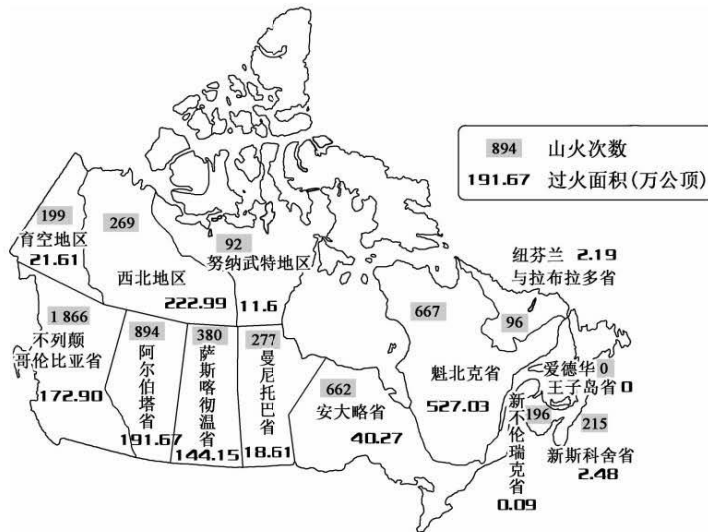 894 山火次数
191.67 过火面积(万公顶)
199
育空地区
21.61
269
西北地区
222.99
92
努纳武特地区
11.6
纽芬兰 2.19
与拉布拉多省
96
1 866
不列颠
哥伦比亚省
172.90
894
阿尔伯塔省
191.67
380
萨斯喀彻温省
144.15
277
曼尼托巴省
18.61
662
安大略省
40.27
667
魁北克省
527.03
爱德华 0
王子岛省 0
196
新不伦瑞克省
0.09
215
新斯科舍省
2.48